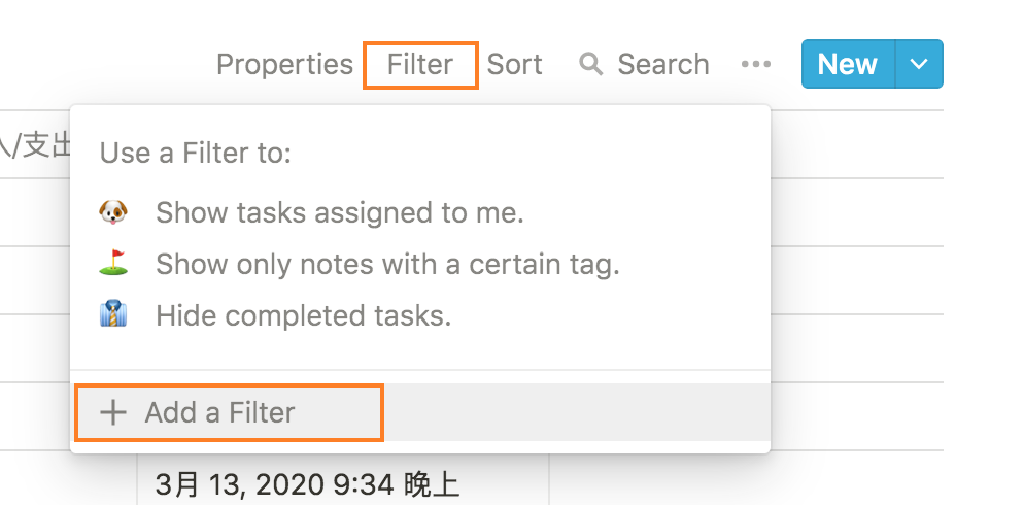 Properties Filter Sort Search ••• New
入/支出
Use a Filter to:
Show tasks assigned to me.
Show only notes with a certain tag.
Hide completed tasks.
+ Add a Filter
3月 13, 2020 9:34 晚上